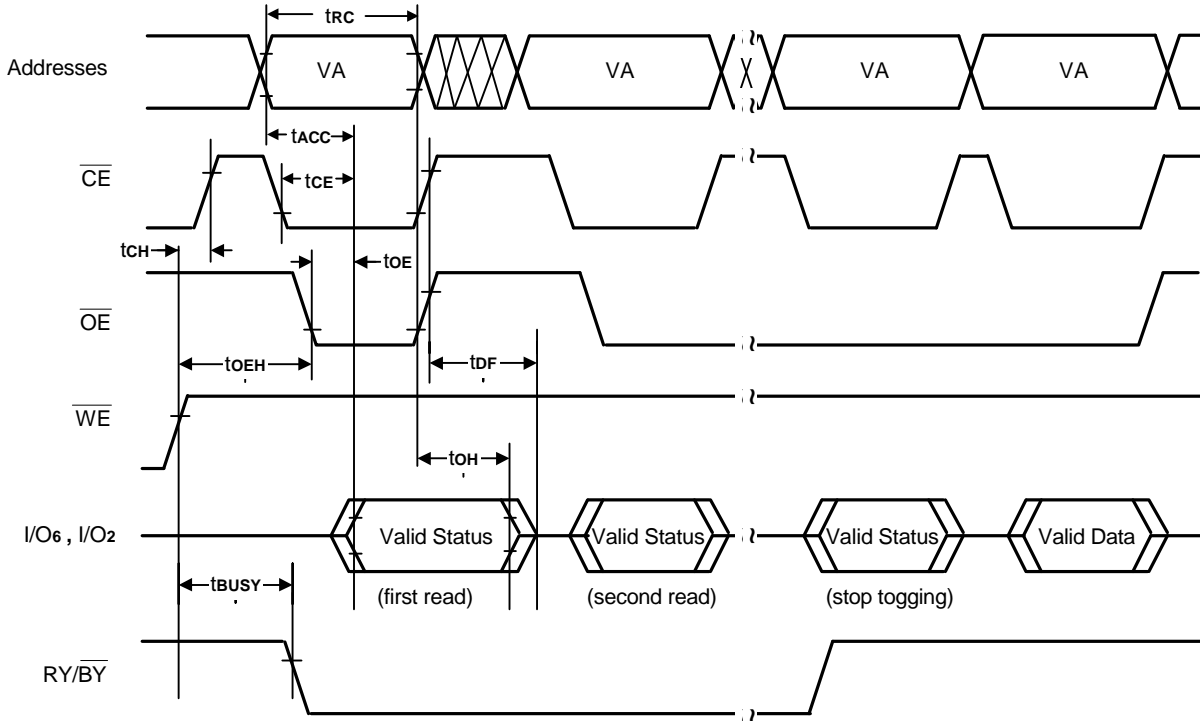 tRC
Addresses VA VA VA VA
tACC
CE
tCE
tCH
tOE
OE
tOEH tDF
WE
tOH
I/O6 , I/O2 Valid Status Valid Status Valid Status Valid Data
tBUSY
(first read) (second read) (stop togging)
RY/BY